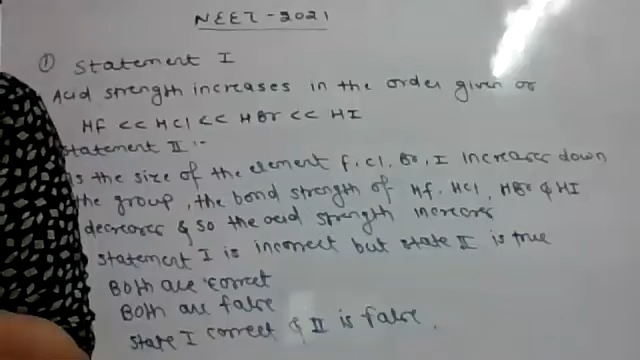 NEET - 2021
① Statement I
Acid strength increases in the order given as
HF << HCl << HBr << HI
Statement II :-
As the size of the element F, Cl, Br, I increases down
the group, the bond strength of HF, HCl, HBr & HI
decreases & so the acid strength increases
Statement I is incorrect but state II is true
Both are correct
Both are false
State I correct & II is false.